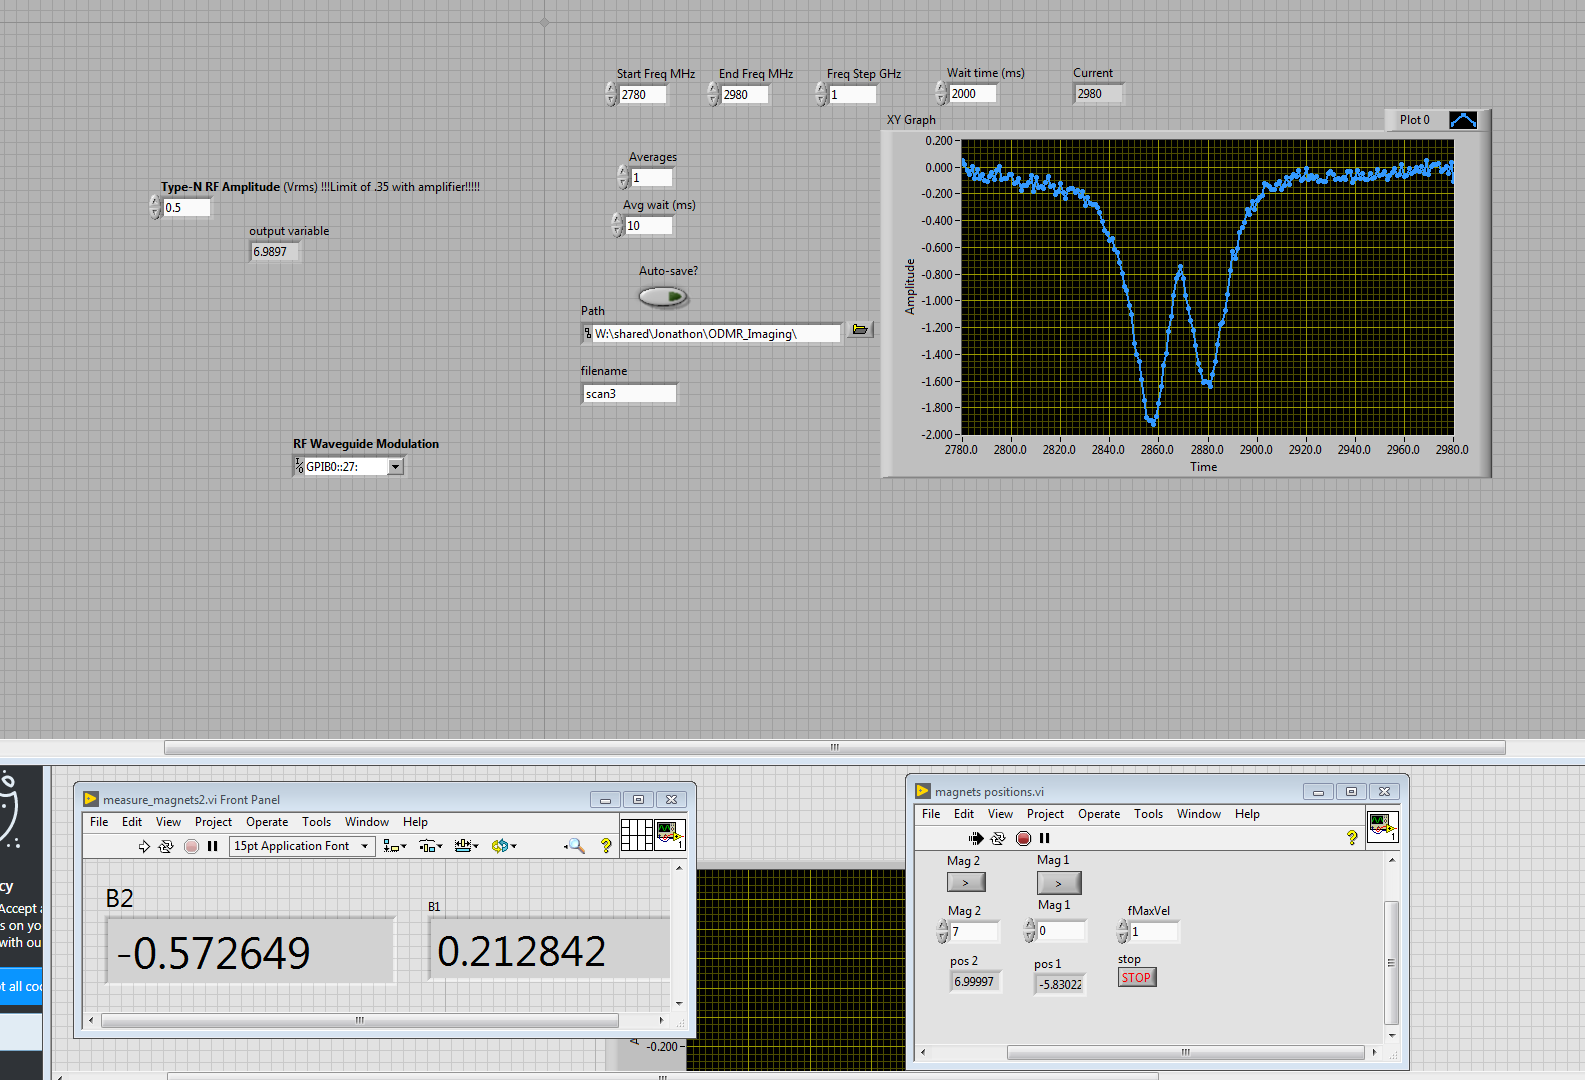 Start Freq MHz End Freq MHz Freq Step GHz Wait time (ms) Current
2780 2980 1 2000 2980
XY Graph Plot 0
Averages
1
Type-N RF Amplitude (Vrms) !!!Limit of .35 with amplifier!!!!!
0.5
Avg wait (ms)
10
output variable
6.9897
Auto-save?
Path
W:\shared\Jonathon\ODMR_Imaging\
filename
scan3
RF Waveguide Modulation
GPIB0::27:
Amplitude
0.200
0.000
-0.200
-0.400
-0.600
-0.800
-1.000
-1.200
-1.400
-1.600
-1.800
-2.000
2780.0 2800.0 2820.0 2840.0 2860.0 2880.0 2900.0 2920.0 2940.0 2960.0 2980.0
Time
measure_magnets2.vi Front Panel
File Edit View Project Operate Tools Window Help
15pt Application Font
1
B2 B1
-0.572649 0.212842
magnets positions.vi
File Edit View Project Operate Tools Window Help
1
Mag 2 Mag 1
> >
Mag 2 Mag 1 fMaxVel
7 0 1
pos 2 pos 1 stop
6.99997 -5.83022 STOP
cy
Accept
s on yo
with ou
t all coo
-0.200